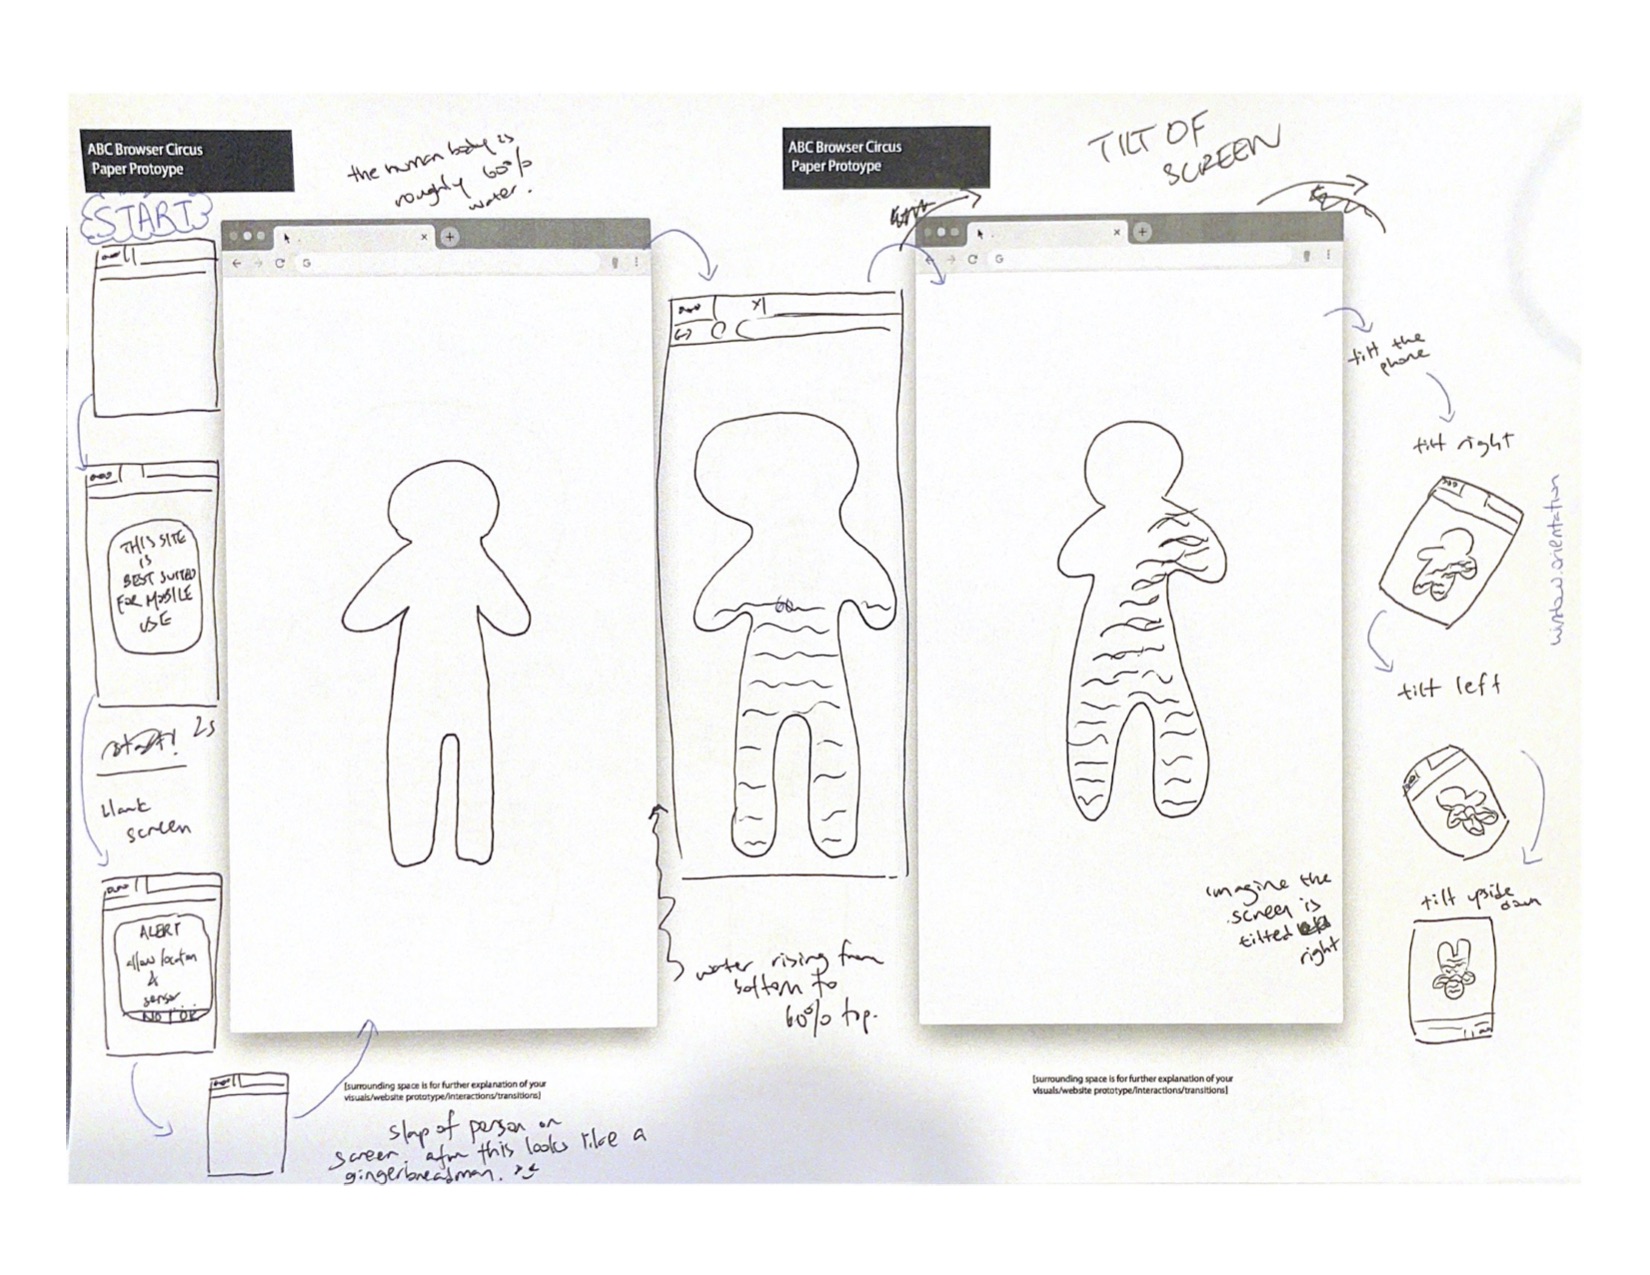 ABC Browser Circus
Paper Protoype
START
THIS SITE
IS
BEST SUITED
FOR MOBILE
USE
start! 2s
blank
screen
ALERT
allow location
&
sensor
NO | OK
the human body is
roughly 60%
water.
G
[surrounding space is for further explanation of your
visuals/website prototype/interactions/transitions]
of person on
screen. this looks like a
gingerbreadman.
60
water rising from
bottom to
60% top.
ABC Browser Circus
Paper Protoype
TILT OF
SCREEN
G
imagine the
screen is
tilted
right
[surrounding space is for further explanation of your
visuals/website prototype/interactions/transitions]
tilt the
phone
tilt right
tilt left
tilt upside
down
window.orientation